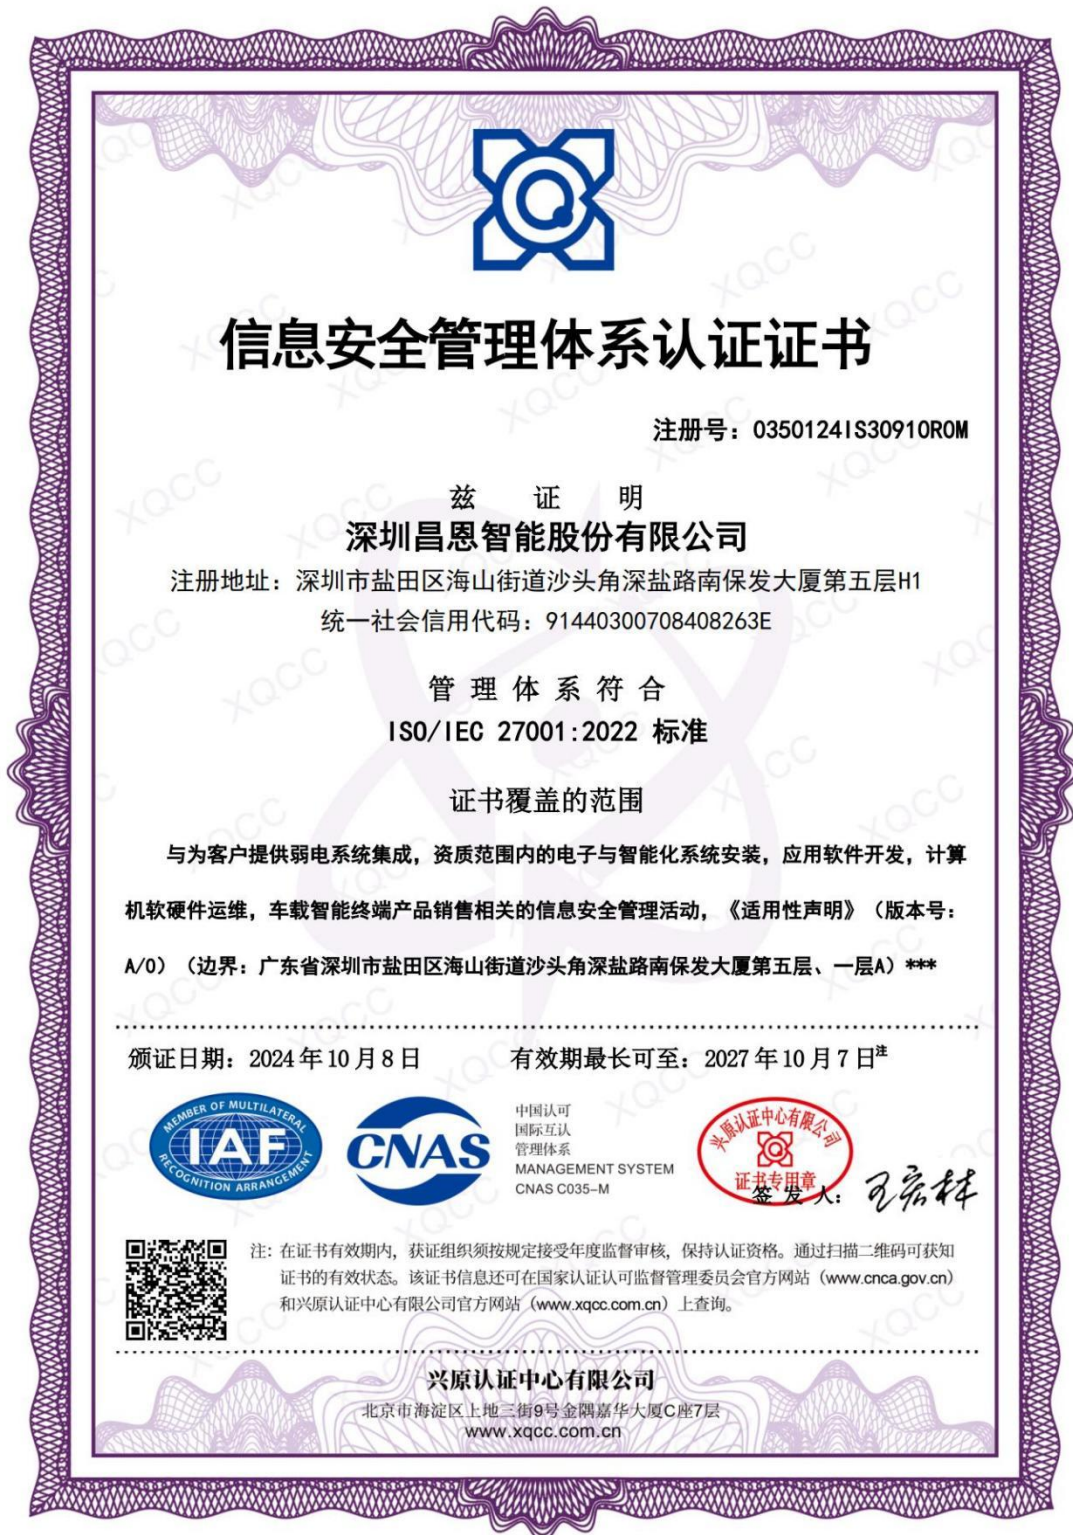 信息安全管理体系认证证书
注册号：0350124IS30910R0M
兹 证 明
深圳昌恩智能股份有限公司
注册地址：深圳市盐田区海山街道沙头角深盐路南保发大厦第五层H1
统一社会信用代码：91440300708408263E
管 理 体 系 符 合
ISO/IEC 27001:2022 标准
证书覆盖的范围
与为客户提供弱电系统集成，资质范围内的电子与智能化系统安装，应用软件开发，计算
机软硬件运维，车载智能终端产品销售相关的信息安全管理活动，《适用性声明》（版本号：
A/0）（边界：广东省深圳市盐田区海山街道沙头角深盐路南保发大厦第五层、一层A）***
颁证日期：2024 年 10 月 8 日 有效期最长可至：2027 年 10 月 7 日注
MEMBER OF MULTILATERAL
IAF
RECOGNITION ARRANGEMENT
CNAS
中国认可
国际互认
管理体系
MANAGEMENT SYSTEM
CNAS C035-M
兴原认证中心有限公司
证书专用章
签 发 人：王宏林
注：在证书有效期内，获证组织须按规定接受年度监督审核，保持认证资格。通过扫描二维码可获知
证书的有效状态。该证书信息还可在国家认证认可监督管理委员会官方网站（www.cnca.gov.cn）
和兴原认证中心有限公司官方网站（www.xqcc.com.cn）上查询。
兴原认证中心有限公司
北京市海淀区上地三街9号金隅嘉华大厦C座7层
www.xqcc.com.cn